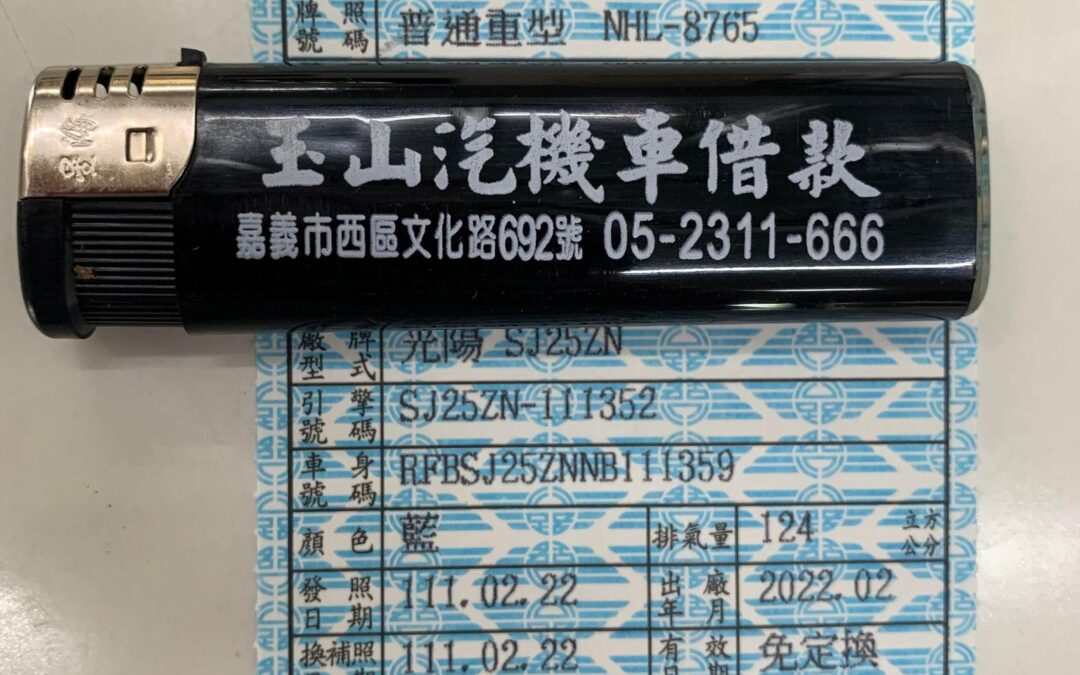 牌照號碼 普通重型 NHL-8765
玉山汽機車借款
嘉義市西區文化路692號 05-2311-666
廠牌型式 光陽 SJ25ZN
引擎號碼 SJ25ZN-111352
車身號碼 RFBSJ25ZNNB111359
顏色 藍 排氣量 124 立方公分
發照日期 111.02.22 出廠年月 2022.02
換補照 111.02.22 有效 免定換